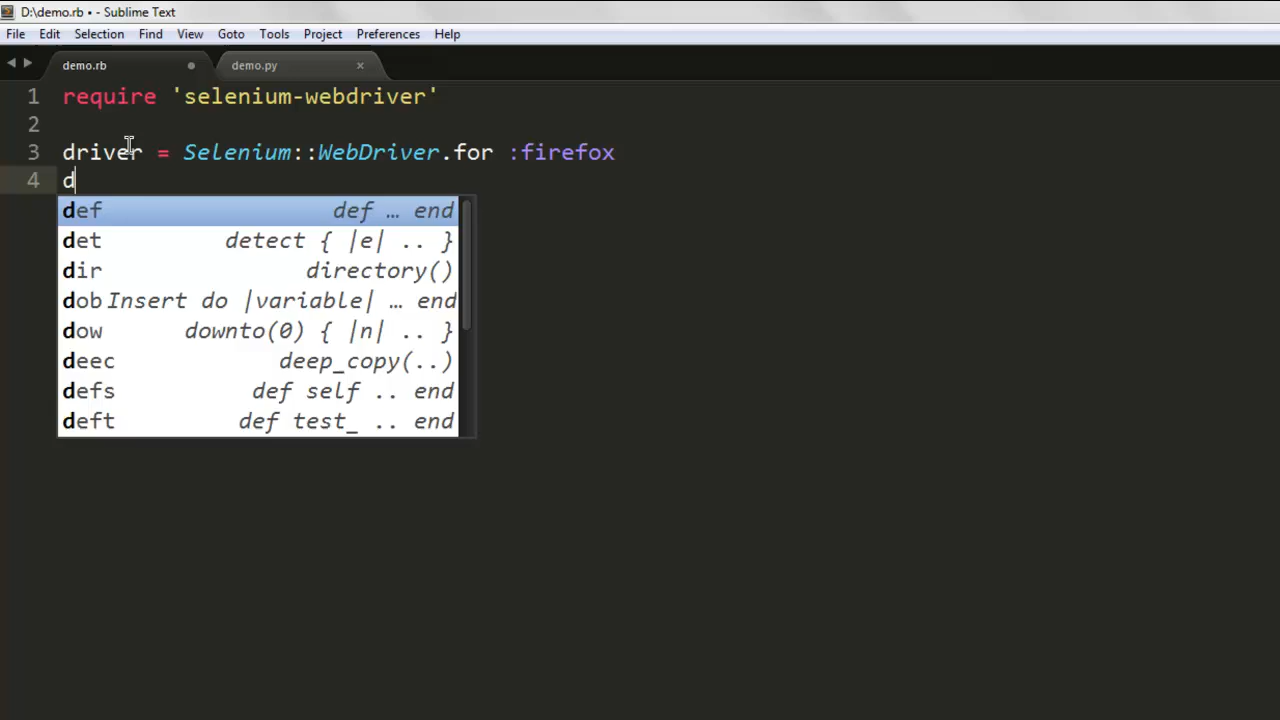 D:\demo.rb • - Sublime Text
File Edit Selection Find View Goto Tools Project Preferences Help
demo.rb demo.py
1 require 'selenium-webdriver'
2
3 driver = Selenium::WebDriver.for :firefox
4 d
def def … end
det detect { |e| .. }
dir directory()
dob Insert do |variable| … end
dow downto(0) { |n| .. }
deec deep_copy(..)
defs def self .. end
deft def test_ .. end